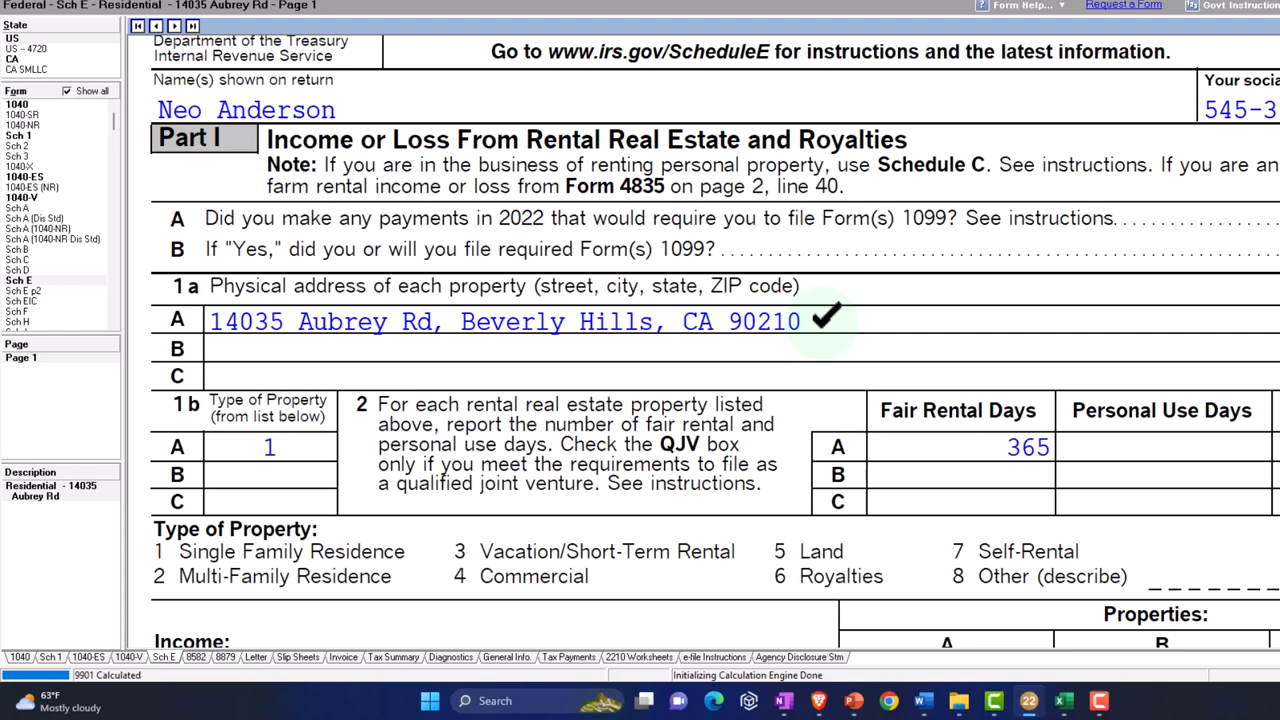 Federal - Sch E - Residential - 14035 Aubrey Rd - Page 1
Form Help...
Request a Form
Govt Instruction
State
US
US -- 4720
CA
CA SMLLC
Form
Show all
1040
1040-SR
1040-NR
Sch 1
Sch 2
Sch 3
1040-X
1040-ES
1040-ES (NR)
1040-V
Sch A
Sch A (Dis Std)
Sch A (1040-NR)
Sch A (1040-NR Dis Std)
Sch B
Sch C
Sch D
Sch E
Sch E p2
Sch EIC
Sch F
Sch H
Page
Page 1
Description
Residential - 14035
Aubrey Rd
Department of the Treasury
Internal Revenue Service
Go to www.irs.gov/ScheduleE for instructions and the latest information.
Name(s) shown on return
Your socia
Neo Anderson
545-3
Part I
Income or Loss From Rental Real Estate and Royalties
Note: If you are in the business of renting personal property, use Schedule C. See instructions. If you are an
farm rental income or loss from Form 4835 on page 2, line 40.
A Did you make any payments in 2022 that would require you to file Form(s) 1099? See instructions
B If "Yes," did you or will you file required Form(s) 1099?
1a Physical address of each property (street, city, state, ZIP code)
A 14035 Aubrey Rd, Beverly Hills, CA 90210
B
C
1b Type of Property
(from list below)
A 1
B
C
2 For each rental real estate property listed
above, report the number of fair rental and
personal use days. Check the QJV box
only if you meet the requirements to file as
a qualified joint venture. See instructions.
Fair Rental Days Personal Use Days
A 365
B
C
Type of Property:
1 Single Family Residence 3 Vacation/Short-Term Rental 5 Land 7 Self-Rental
2 Multi-Family Residence 4 Commercial 6 Royalties 8 Other (describe)
Properties:
Income: A B
1040 Sch 1 1040-ES 1040-V Sch E 8582 8879 Letter Slip Sheets Invoice Tax Summary Diagnostics General Info. Tax Payments 2210 Worksheets e-file Instructions Agency Disclosure Stm
9901 Calculated
Initializing Calculation Engine Done
63°F
Mostly cloudy
Search
22